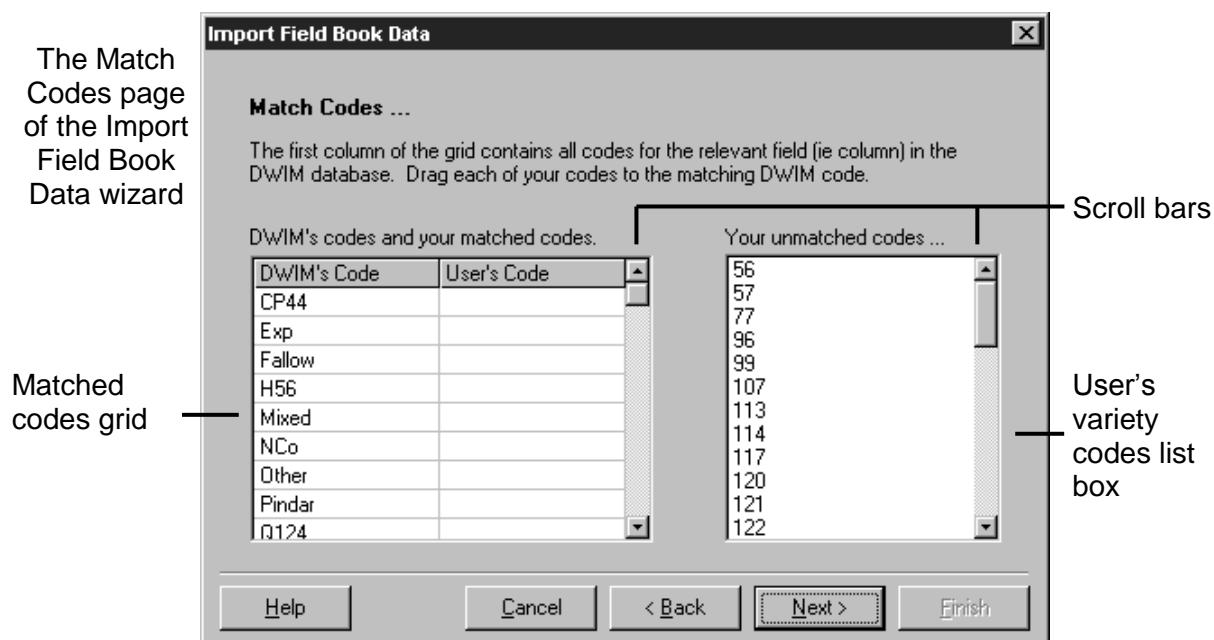 The Match
Codes page
of the Import
Field Book
Data wizard
Import Field Book Data
Match Codes ...
The first column of the grid contains all codes for the relevant field (ie column) in the
DWIM database. Drag each of your codes to the matching DWIM code.
Scroll bars
DWIM's codes and your matched codes.
Your unmatched codes ...
DWIM's Code User's Code
CP44
Exp
Fallow
H56
Mixed
NCo
Other
Pindar
Q124
56
57
77
96
99
107
113
114
117
120
121
122
Matched
codes grid
User’s
variety
codes list
box
Help Cancel < Back Next > Finish